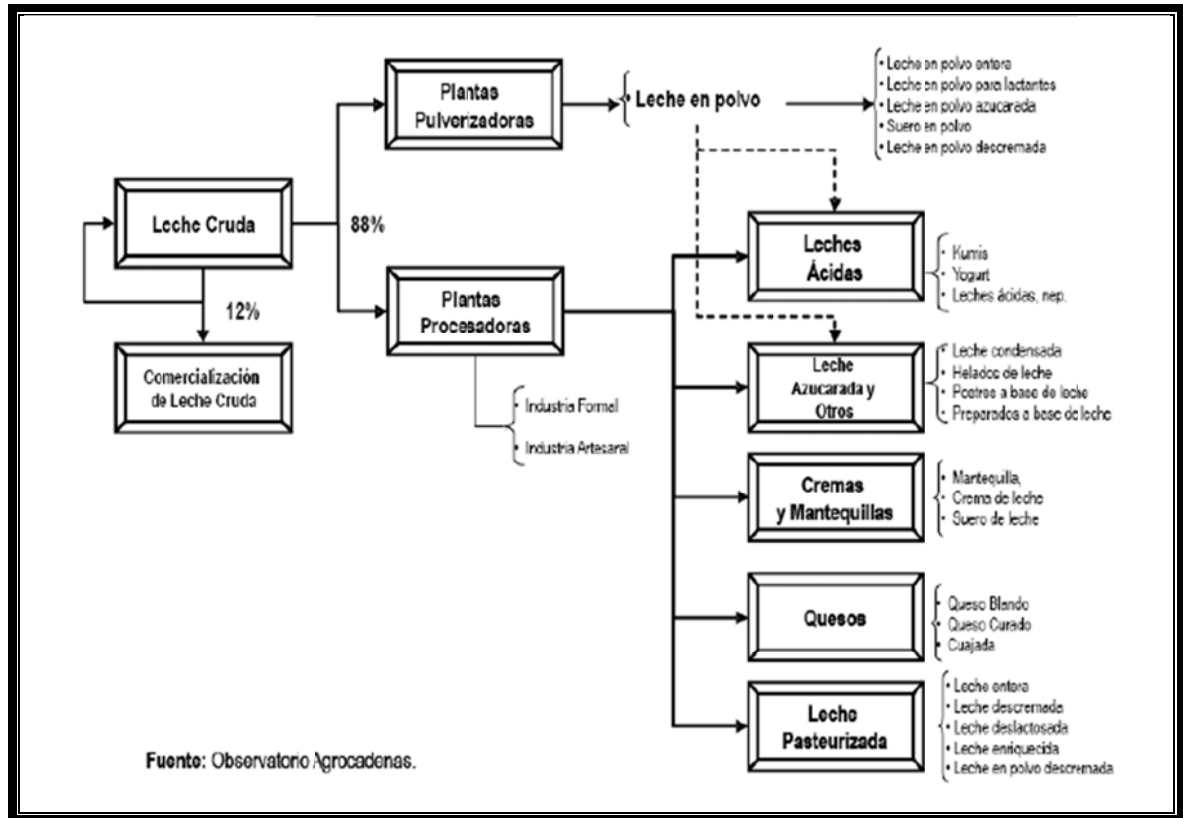 Plantas
Pulverizadoras
• Leche en polvo
• Leche en polvo entera
• Leche en polvo para lactantes
• Leche en polvo azucarada
• Suero en polvo
• Leche en polvo descremada
Leche Cruda
88%
12%
Comercialización
de Leche Cruda
Plantas
Procesadoras
• Industria Formal
• Industria Artesanal
Leches
Ácidas
• Kumis
• Yogurt
• Leches ácidas, nep.
Leche
Azucarada y
Otros
• Leche condensada
• Helados de leche
• Postres a base de leche
• Preparados a base de leche
Cremas
y Mantequillas
• Mantequilla,
• Crema de leche
• Suero de leche
Quesos
• Queso Blando
• Queso Curado
• Cuajada
Leche
Pasteurizada
• Leche entera
• Leche descremada
• Leche deslactosada
• Leche enriquecida
• Leche en polvo descremada
Fuente: Observatorio Agrocadenas.